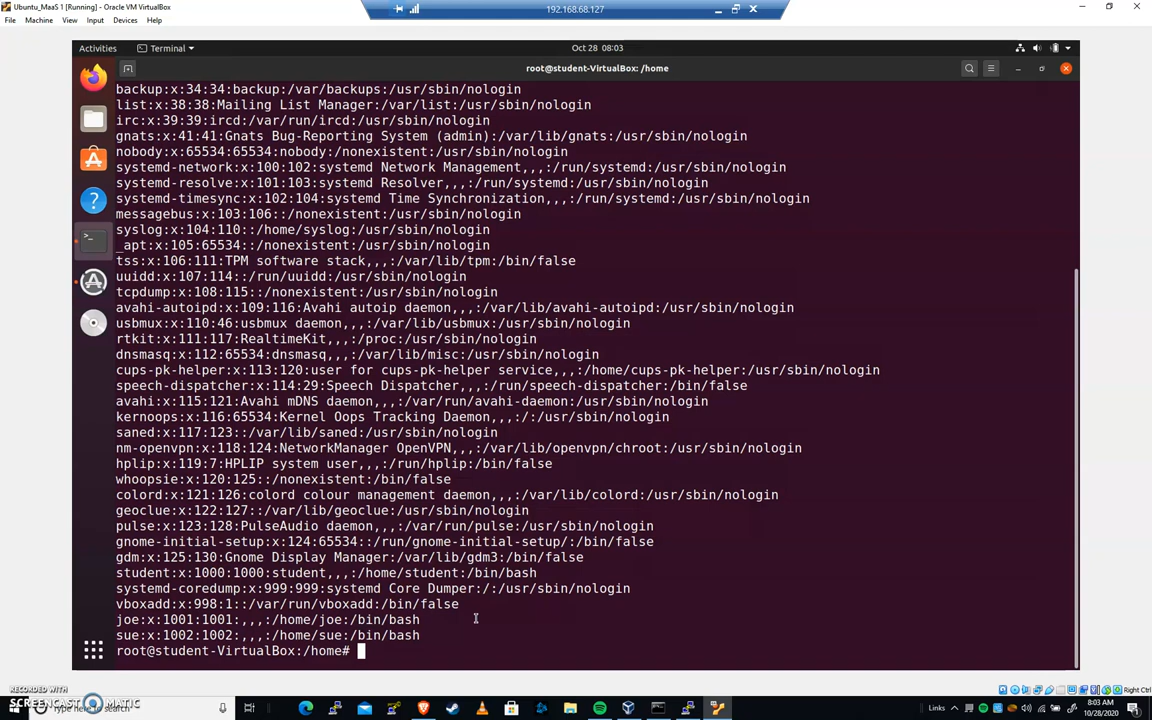 Ubuntu_MaaS 1 [Running] - Oracle VM VirtualBox
192.168.68.127
File Machine View Input Devices Help
Activities Terminal Oct 28 08:03
root@student-VirtualBox: /home
backup:x:34:34:backup:/var/backups:/usr/sbin/nologin
list:x:38:38:Mailing List Manager:/var/list:/usr/sbin/nologin
irc:x:39:39:ircd:/var/run/ircd:/usr/sbin/nologin
gnats:x:41:41:Gnats Bug-Reporting System (admin):/var/lib/gnats:/usr/sbin/nologin
nobody:x:65534:65534:nobody:/nonexistent:/usr/sbin/nologin
systemd-network:x:100:102:systemd Network Management,,,:/run/systemd:/usr/sbin/nologin
systemd-resolve:x:101:103:systemd Resolver,,,:/run/systemd:/usr/sbin/nologin
systemd-timesync:x:102:104:systemd Time Synchronization,,,:/run/systemd:/usr/sbin/nologin
messagebus:x:103:106::/nonexistent:/usr/sbin/nologin
syslog:x:104:110::/home/syslog:/usr/sbin/nologin
_apt:x:105:65534::/nonexistent:/usr/sbin/nologin
tss:x:106:111:TPM software stack,,,:/var/lib/tpm:/bin/false
uuidd:x:107:114::/run/uuidd:/usr/sbin/nologin
tcpdump:x:108:115::/nonexistent:/usr/sbin/nologin
avahi-autoipd:x:109:116:Avahi autoip daemon,,,:/var/lib/avahi-autoipd:/usr/sbin/nologin
usbmux:x:110:46:usbmux daemon,,,:/var/lib/usbmux:/usr/sbin/nologin
rtkit:x:111:117:RealtimeKit,,,:/proc:/usr/sbin/nologin
dnsmasq:x:112:65534:dnsmasq,,,:/var/lib/misc:/usr/sbin/nologin
cups-pk-helper:x:113:120:user for cups-pk-helper service,,,:/home/cups-pk-helper:/usr/sbin/nologin
speech-dispatcher:x:114:29:Speech Dispatcher,,,:/run/speech-dispatcher:/bin/false
avahi:x:115:121:Avahi mDNS daemon,,,:/var/run/avahi-daemon:/usr/sbin/nologin
kernoops:x:116:65534:Kernel Oops Tracking Daemon,,,:/:/usr/sbin/nologin
saned:x:117:123::/var/lib/saned:/usr/sbin/nologin
nm-openvpn:x:118:124:NetworkManager OpenVPN,,,:/var/lib/openvpn/chroot:/usr/sbin/nologin
hplip:x:119:7:HPLIP system user,,,:/run/hplip:/bin/false
whoopsie:x:120:125::/nonexistent:/bin/false
colord:x:121:126:colord colour management daemon,,,:/var/lib/colord:/usr/sbin/nologin
geoclue:x:122:127::/var/lib/geoclue:/usr/sbin/nologin
pulse:x:123:128:PulseAudio daemon,,,:/var/run/pulse:/usr/sbin/nologin
gnome-initial-setup:x:124:65534::/run/gnome-initial-setup/:/bin/false
gdm:x:125:130:Gnome Display Manager:/var/lib/gdm3:/bin/false
student:x:1000:1000:student,,,:/home/student:/bin/bash
systemd-coredump:x:999:999:systemd Core Dumper:/:/usr/sbin/nologin
vboxadd:x:998:1::/var/run/vboxadd:/bin/false
joe:x:1001:1001:,,,:/home/joe:/bin/bash
sue:x:1002:1002:,,,:/home/sue:/bin/bash
root@student-VirtualBox:/home#
Right Ctrl
RECORDED WITH
SCREENCAST MATIC
Type here to search
Links
8:03 AM
10/28/2020